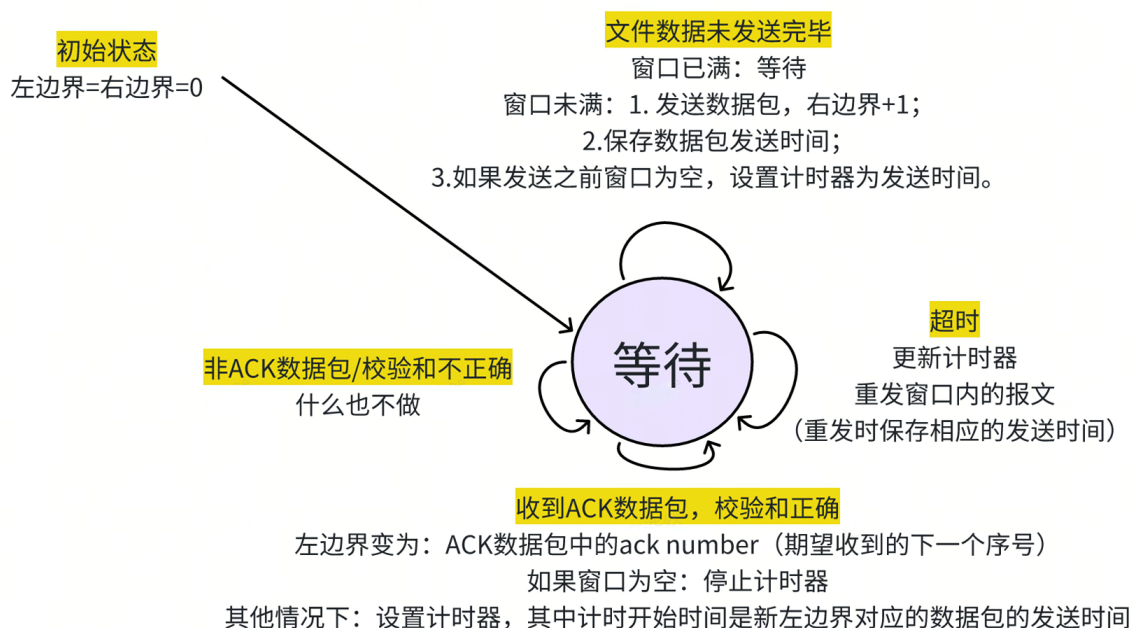 初始状态
左边界=右边界=0
文件数据未发送完毕
窗口已满：等待
窗口未满：1. 发送数据包，右边界+1；
2.保存数据包发送时间；
3.如果发送之前窗口为空，设置计时器为发送时间。
等待
超时
更新计时器
重发窗口内的报文
（重发时保存相应的发送时间）
非ACK数据包/校验和不正确
什么也不做
收到ACK数据包，校验和正确
左边界变为：ACK数据包中的ack number（期望收到的下一个序号）
如果窗口为空：停止计时器
其他情况下：设置计时器，其中计时开始时间是新左边界对应的数据包的发送时间